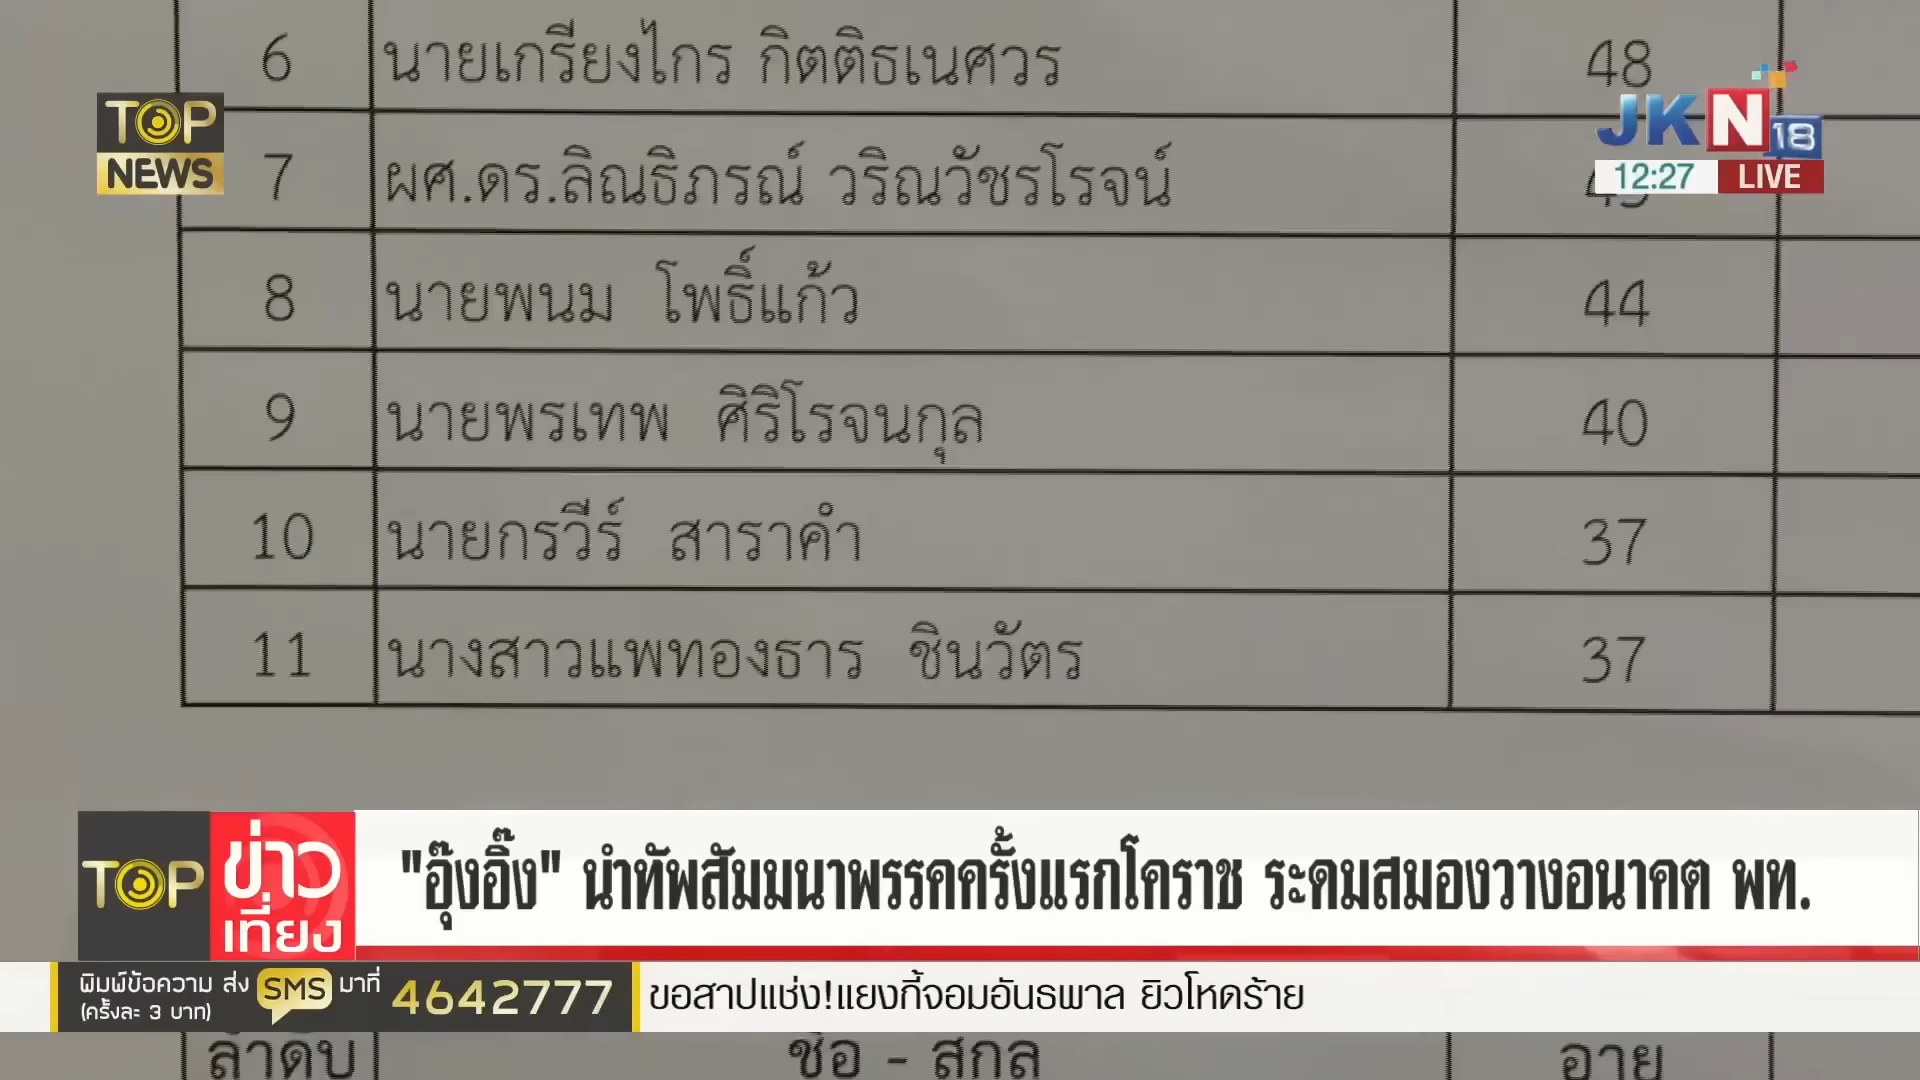 6 นายเกรียงไกร กิตติธเนศวร 48
TOP NEWS
JKN 18
12:27 LIVE
7 ผศ.ดร.ลิณธิภรณ์ วริณวัชรโรจน์
8 นายพนม โพธิ์แก้ว 44
9 นายพรเทพ ศิริโรจนกุล 40
10 นายกรวีร์ สาราคำ 37
11 นางสาวแพทองธาร ชินวัตร 37
TOP ข่าวเที่ยง
"อุ๊งอิ๊ง" นำทัพสัมมนาพรรคครั้งแรกโคราช ระดมสมองวางอนาคต พท.
พิมพ์ข้อความ ส่ง SMS มาที่ 4642777
(ครั้งละ 3 บาท)
ขอสาปแช่ง!แยงกี้จอมอันธพาล ยิวโหดร้าย
ลำดับ ชื่อ - สกุล อายุ